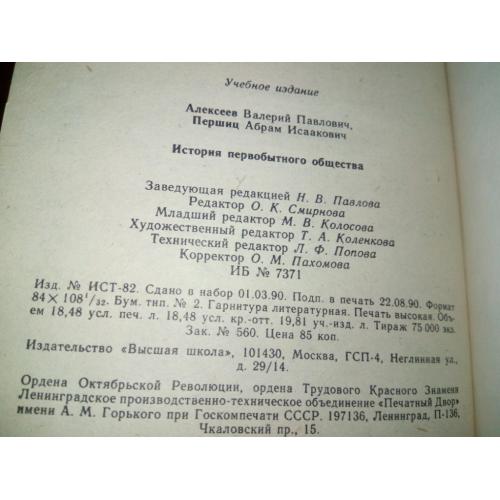 Учебное издание
Алексеев Валерий Павлович,
Першиц Абрам Исаакович
История первобытного общества
Заведующая редакцией Н. В. Павлова
Редактор О. К. Смирнова
Младший редактор М. В. Колосова
Художественный редактор Т. А. Коленкова
Технический редактор Л. Ф. Попова
Корректор О. М. Пахомова
ИБ № 7371
Изд. № ИСТ-82. Сдано в набор 01.03.90. Подп. в печать 22.08.90. Формат
84×108¹/₃₂. Бум. тип. № 2. Гарнитура литературная. Печать высокая. Объ-
ем 18,48 усл. печ. л. 18,48 усл. кр.-отт. 19,81 уч.-изд. л. Тираж 75 000 экз.
Зак. № 560. Цена 85 коп.
Издательство «Высшая школа», 101430, Москва, ГСП-4, Неглинная ул.,
д. 29/14.
Ордена Октябрьской Революции, ордена Трудового Красного Знамени
Ленинградское производственно-техническое объединение «Печатный Двор»
имени А. М. Горького при Госкомпечати СССР. 197136, Ленинград, П-136,
Чкаловский пр., 15.